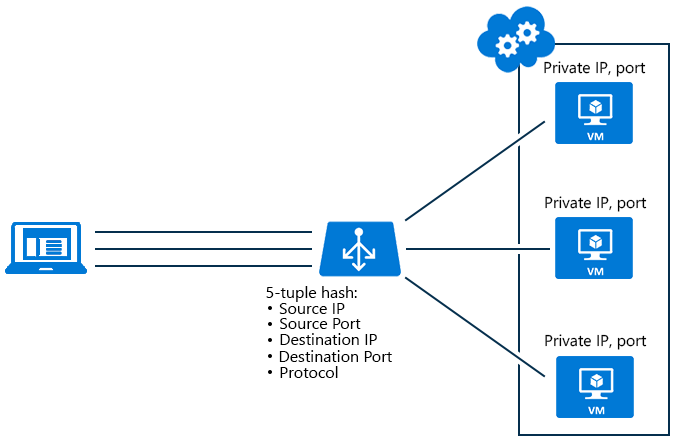 Private IP, port
VM
Private IP, port
VM
5-tuple hash:
• Source IP
• Source Port
• Destination IP
• Destination Port
• Protocol
Private IP, port
VM